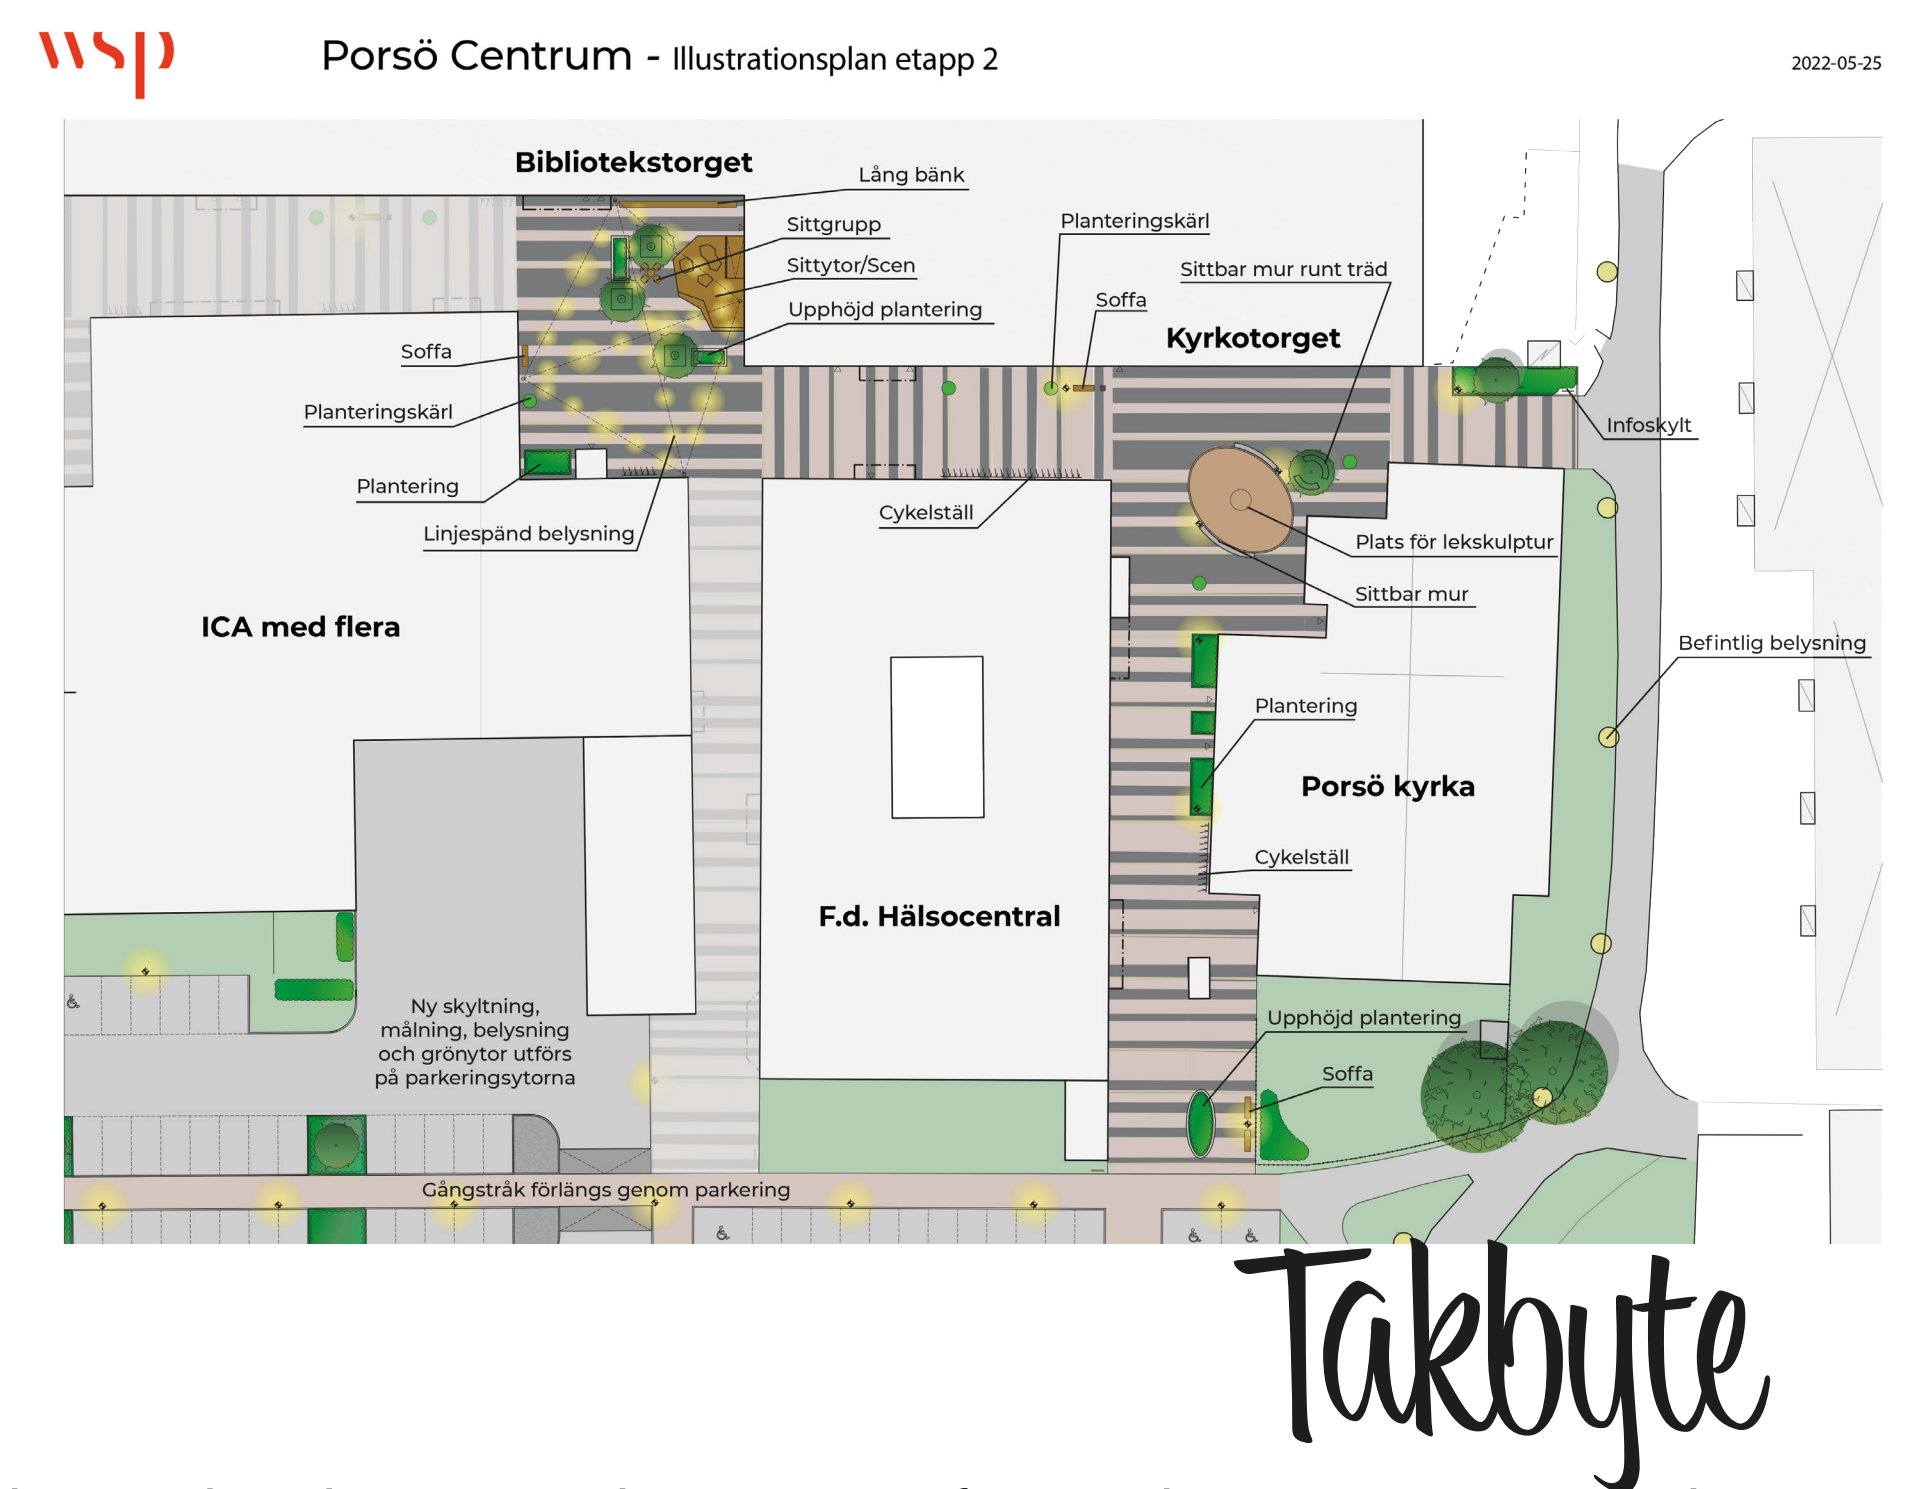 wsp
Porsö Centrum - Illustrationsplan etapp 2
2022-05-25
Bibliotekstorget
Lång bänk
Sittgrupp
Planteringskärl
Sittytor/Scen
Sittbar mur runt träd
Upphöjd plantering
Soffa
Kyrkotorget
Soffa
Planteringskärl
Infoskylt
Plantering
Cykelställ
Linjespänd belysning
Plats för lekskulptur
Sittbar mur
ICA med flera
Befintlig belysning
Plantering
Porsö kyrka
Cykelställ
F.d. Hälsocentral
Ny skyltning,
målning, belysning
och grönytor utförs
på parkeringsytorna
Upphöjd plantering
Soffa
Gångstråk förlängs genom parkering
Takbyte